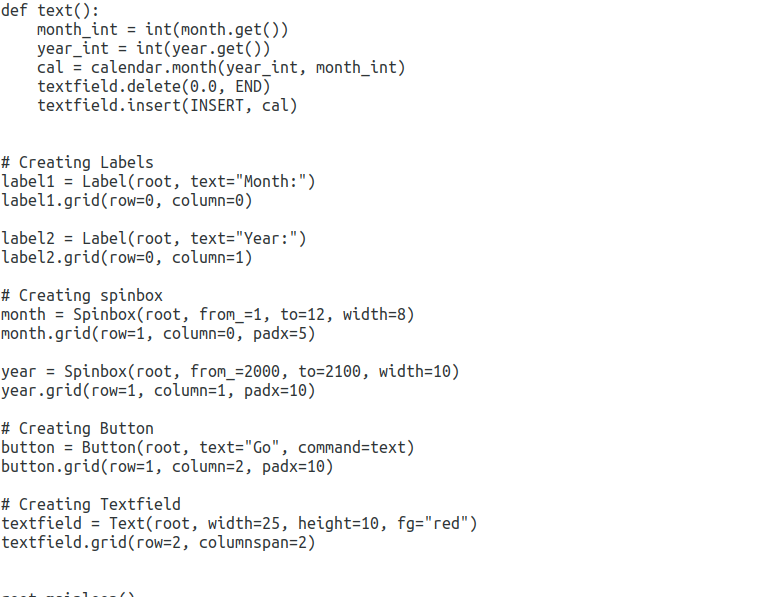 def text():
    month_int = int(month.get())
    year_int = int(year.get())
    cal = calendar.month(year_int, month_int)
    textfield.delete(0.0, END)
    textfield.insert(INSERT, cal)
# Creating Labels
label1 = Label(root, text="Month:")
label1.grid(row=0, column=0)
label2 = Label(root, text="Year:")
label2.grid(row=0, column=1)
# Creating spinbox
month = Spinbox(root, from_=1, to=12, width=8)
month.grid(row=1, column=0, padx=5)
year = Spinbox(root, from_=2000, to=2100, width=10)
year.grid(row=1, column=1, padx=10)
# Creating Button
button = Button(root, text="Go", command=text)
button.grid(row=1, column=2, padx=10)
# Creating Textfield
textfield = Text(root, width=25, height=10, fg="red")
textfield.grid(row=2, columnspan=2)